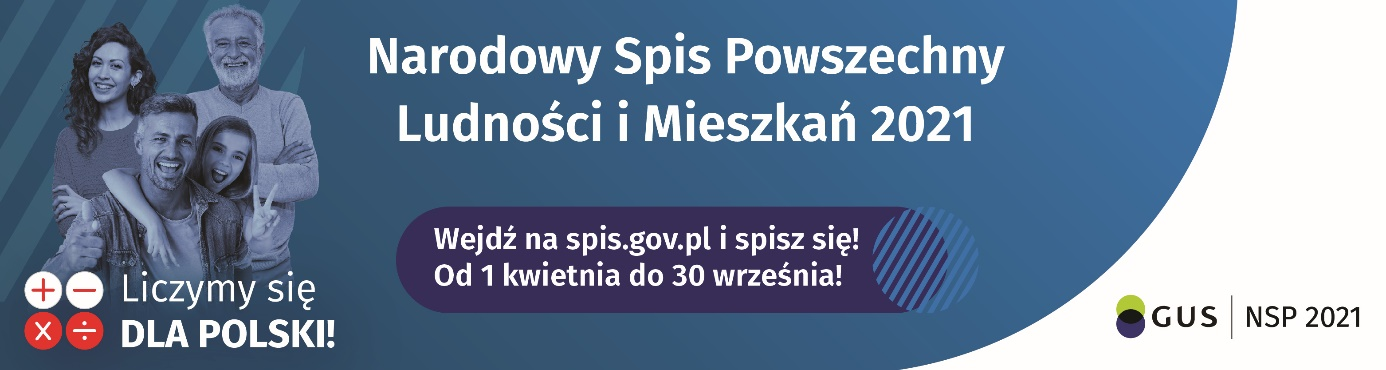 Narodowy Spis Powszechny
Ludności i Mieszkań 2021
Wejdź na spis.gov.pl i spisz się!
Od 1 kwietnia do 30 września!
+ −
× ÷
Liczymy się
DLA POLSKI!
GUS | NSP 2021